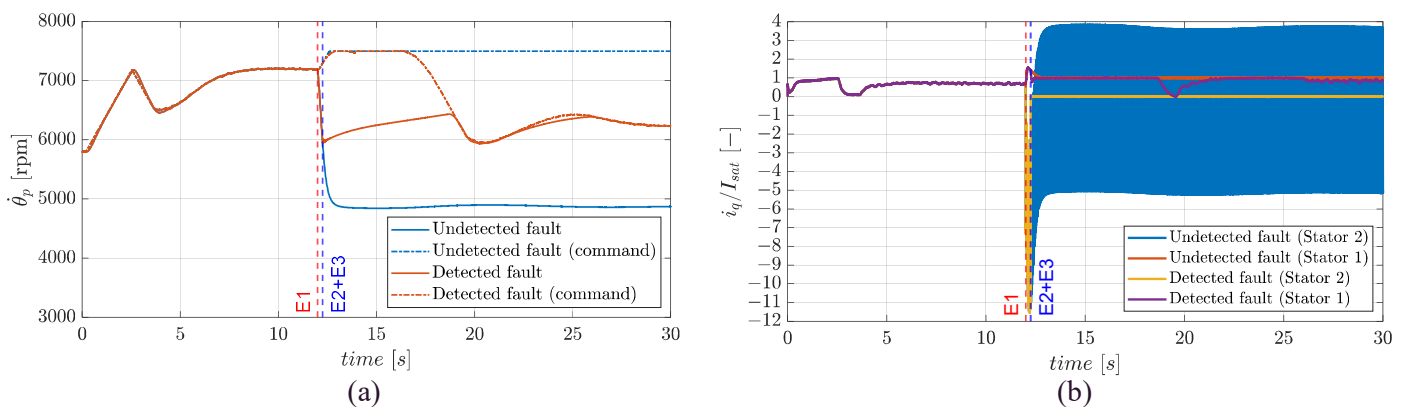 8000
7000
6000
5000
4000
3000
θ̇p [rpm]
0 5 10 15 20 25 30
time [s]
E1
E2+E3
Undetected fault
Undetected fault (command)
Detected fault
Detected fault (command)
(a)
4
3
2
1
0
−1
−2
−3
−4
−5
−6
−7
−8
−9
−10
−11
−12
iq/Isat [−]
0 5 10 15 20 25 30
time [s]
E1
E2+E3
Undetected fault (Stator 2)
Undetected fault (Stator 1)
Detected fault (Stator 2)
Detected fault (Stator 1)
(b)